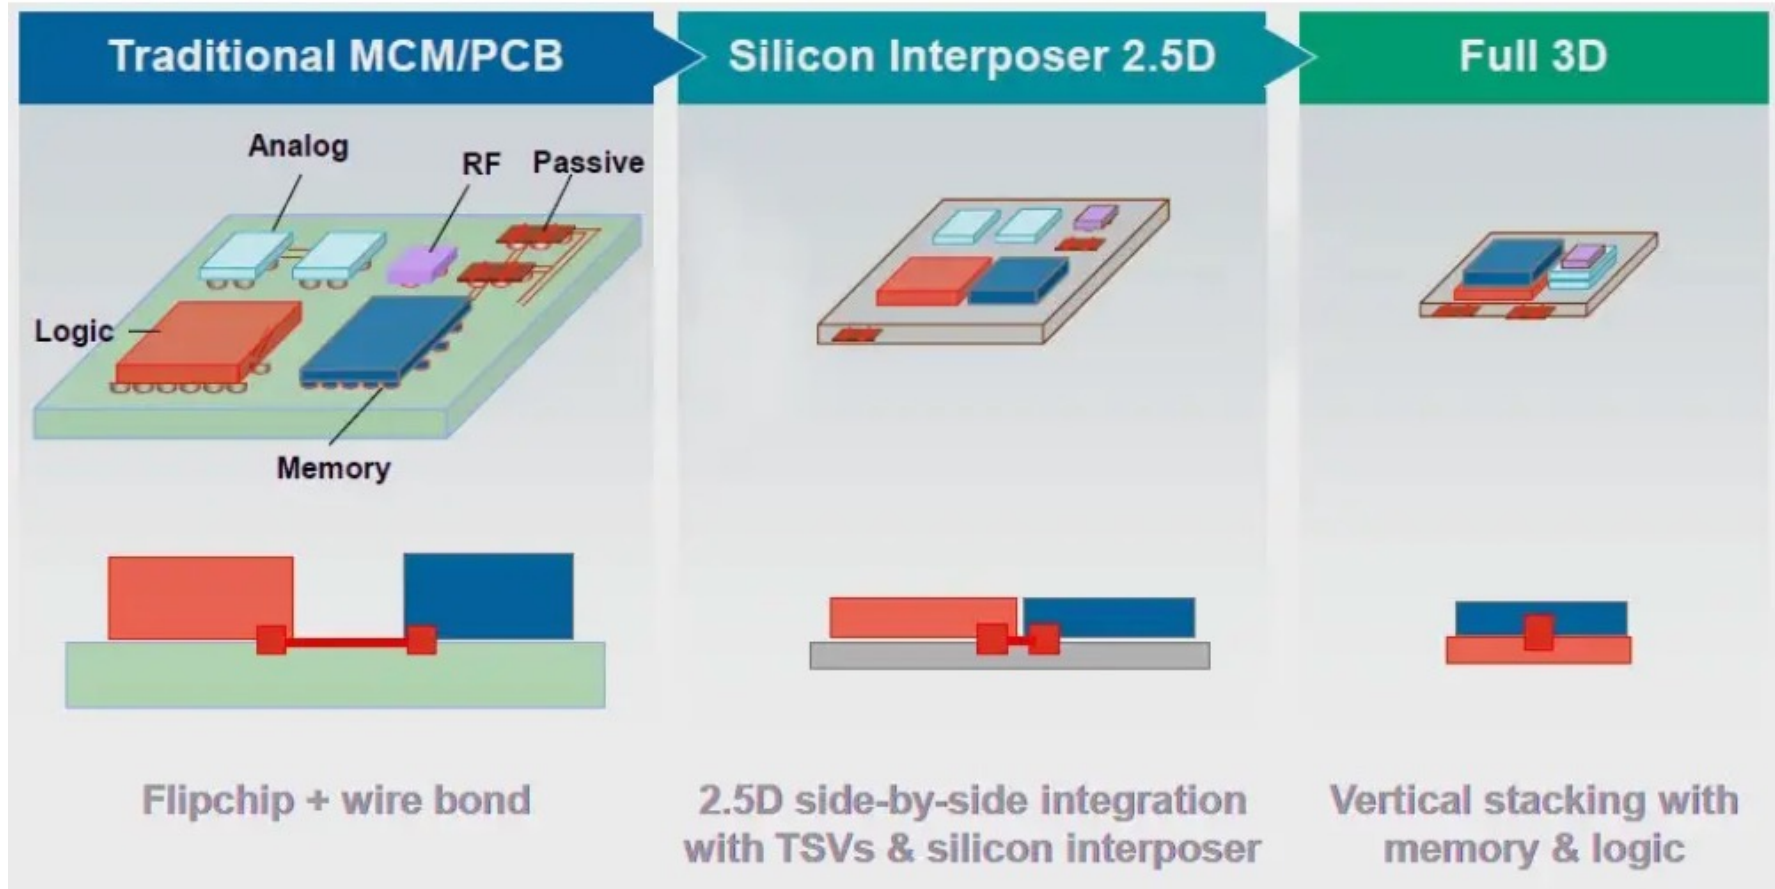 Traditional MCM/PCB
Silicon Interposer 2.5D
Full 3D
Analog
RF
Passive
Logic
Memory
Flipchip + wire bond
2.5D side-by-side integration
with TSVs & silicon interposer
Vertical stacking with
memory & logic